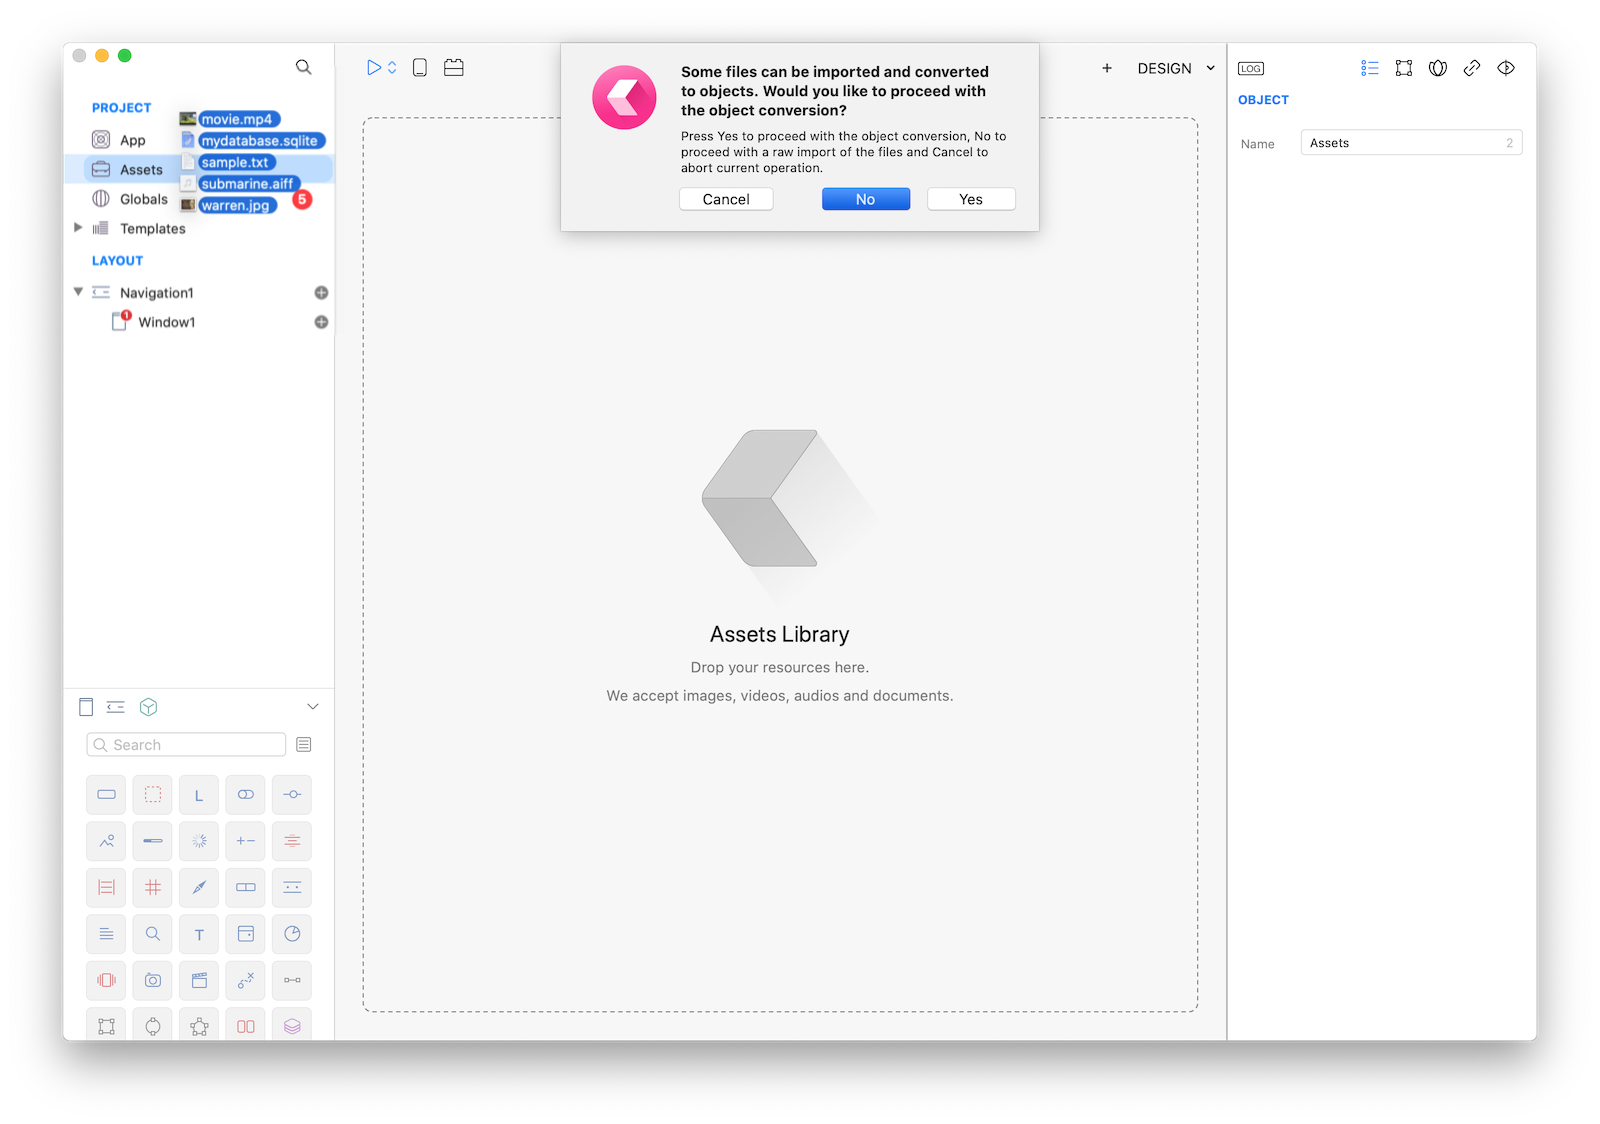 PROJECT
App
Assets
Globals
Templates
movie.mp4
mydatabase.sqlite
sample.txt
submarine.aiff
warren.jpg
5
LAYOUT
Navigation1
1
Window1
Search
L
T
Some files can be imported and converted
to objects. Would you like to proceed with
the object conversion?
Press Yes to proceed with the object conversion, No to
proceed with a raw import of the files and Cancel to
abort current operation.
Cancel
No
Yes
DESIGN
Assets Library
Drop your resources here.
We accept images, videos, audios and documents.
LOG
OBJECT
Name
Assets
2